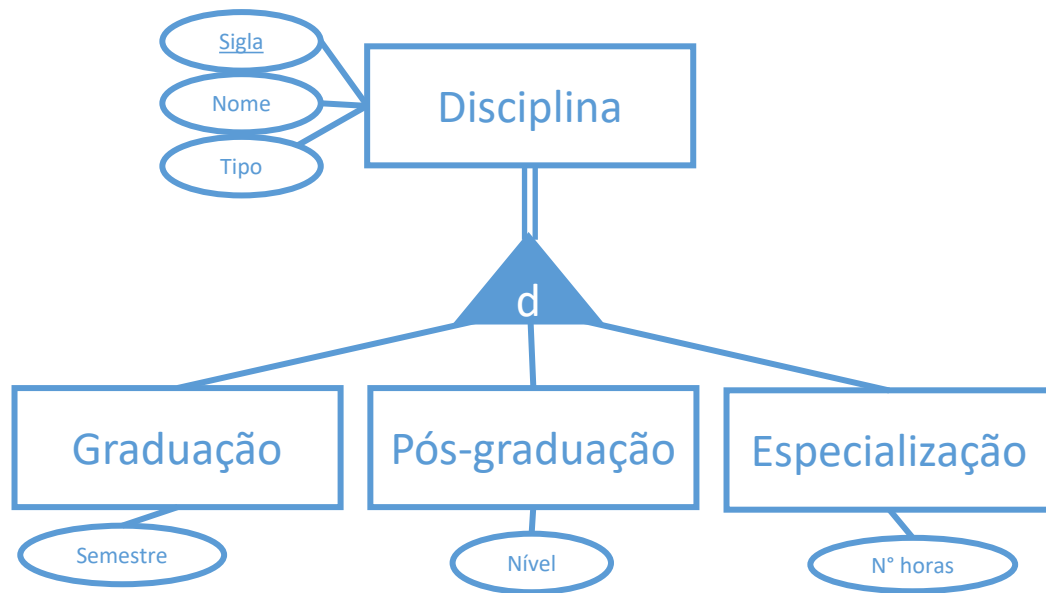 Sigla
Nome
Tipo
Disciplina
d
Graduação
Pós-graduação
Especialização
Semestre
Nível
N° horas